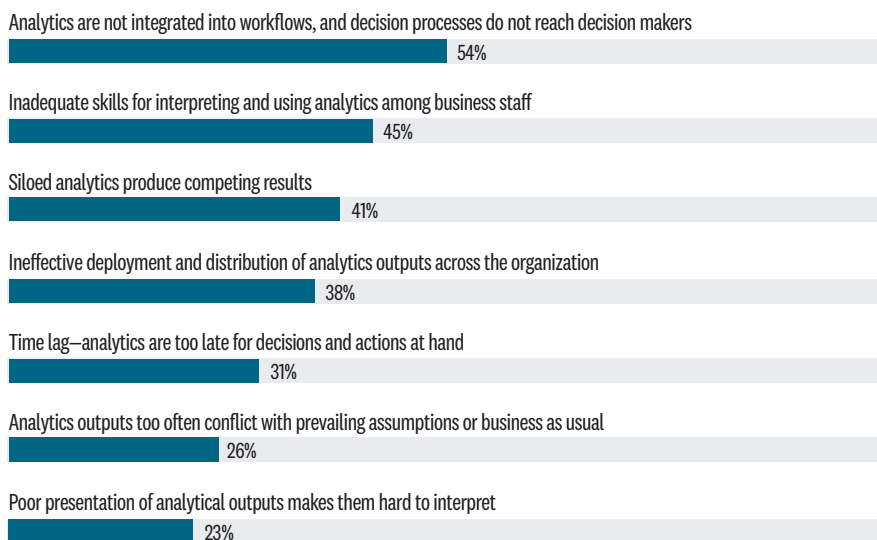 Analytics are not integrated into workflows, and decision processes do not reach decision makers
54%
Inadequate skills for interpreting and using analytics among business staff
45%
Siloed analytics produce competing results
41%
Ineffective deployment and distribution of analytics outputs across the organization
38%
Time lag—analytics are too late for decisions and actions at hand
31%
Analytics outputs too often conflict with prevailing assumptions or business as usual
26%
Poor presentation of analytical outputs makes them hard to interpret
23%